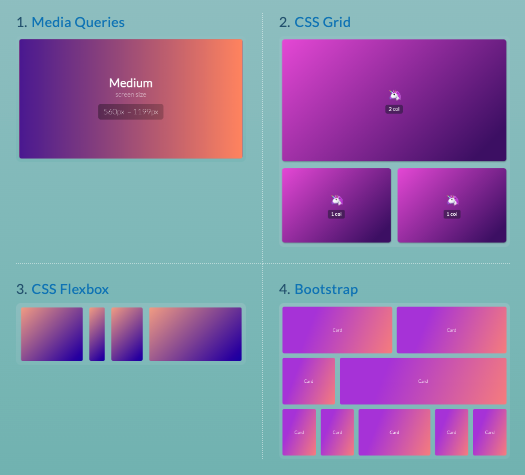 1. Media Queries
Medium
screen size
560px – 1199px
2. CSS Grid
2 col
1 col
1 col
3. CSS Flexbox
4. Bootstrap
Card
Card
Card
Card
Card
Card
Card
Card
Card